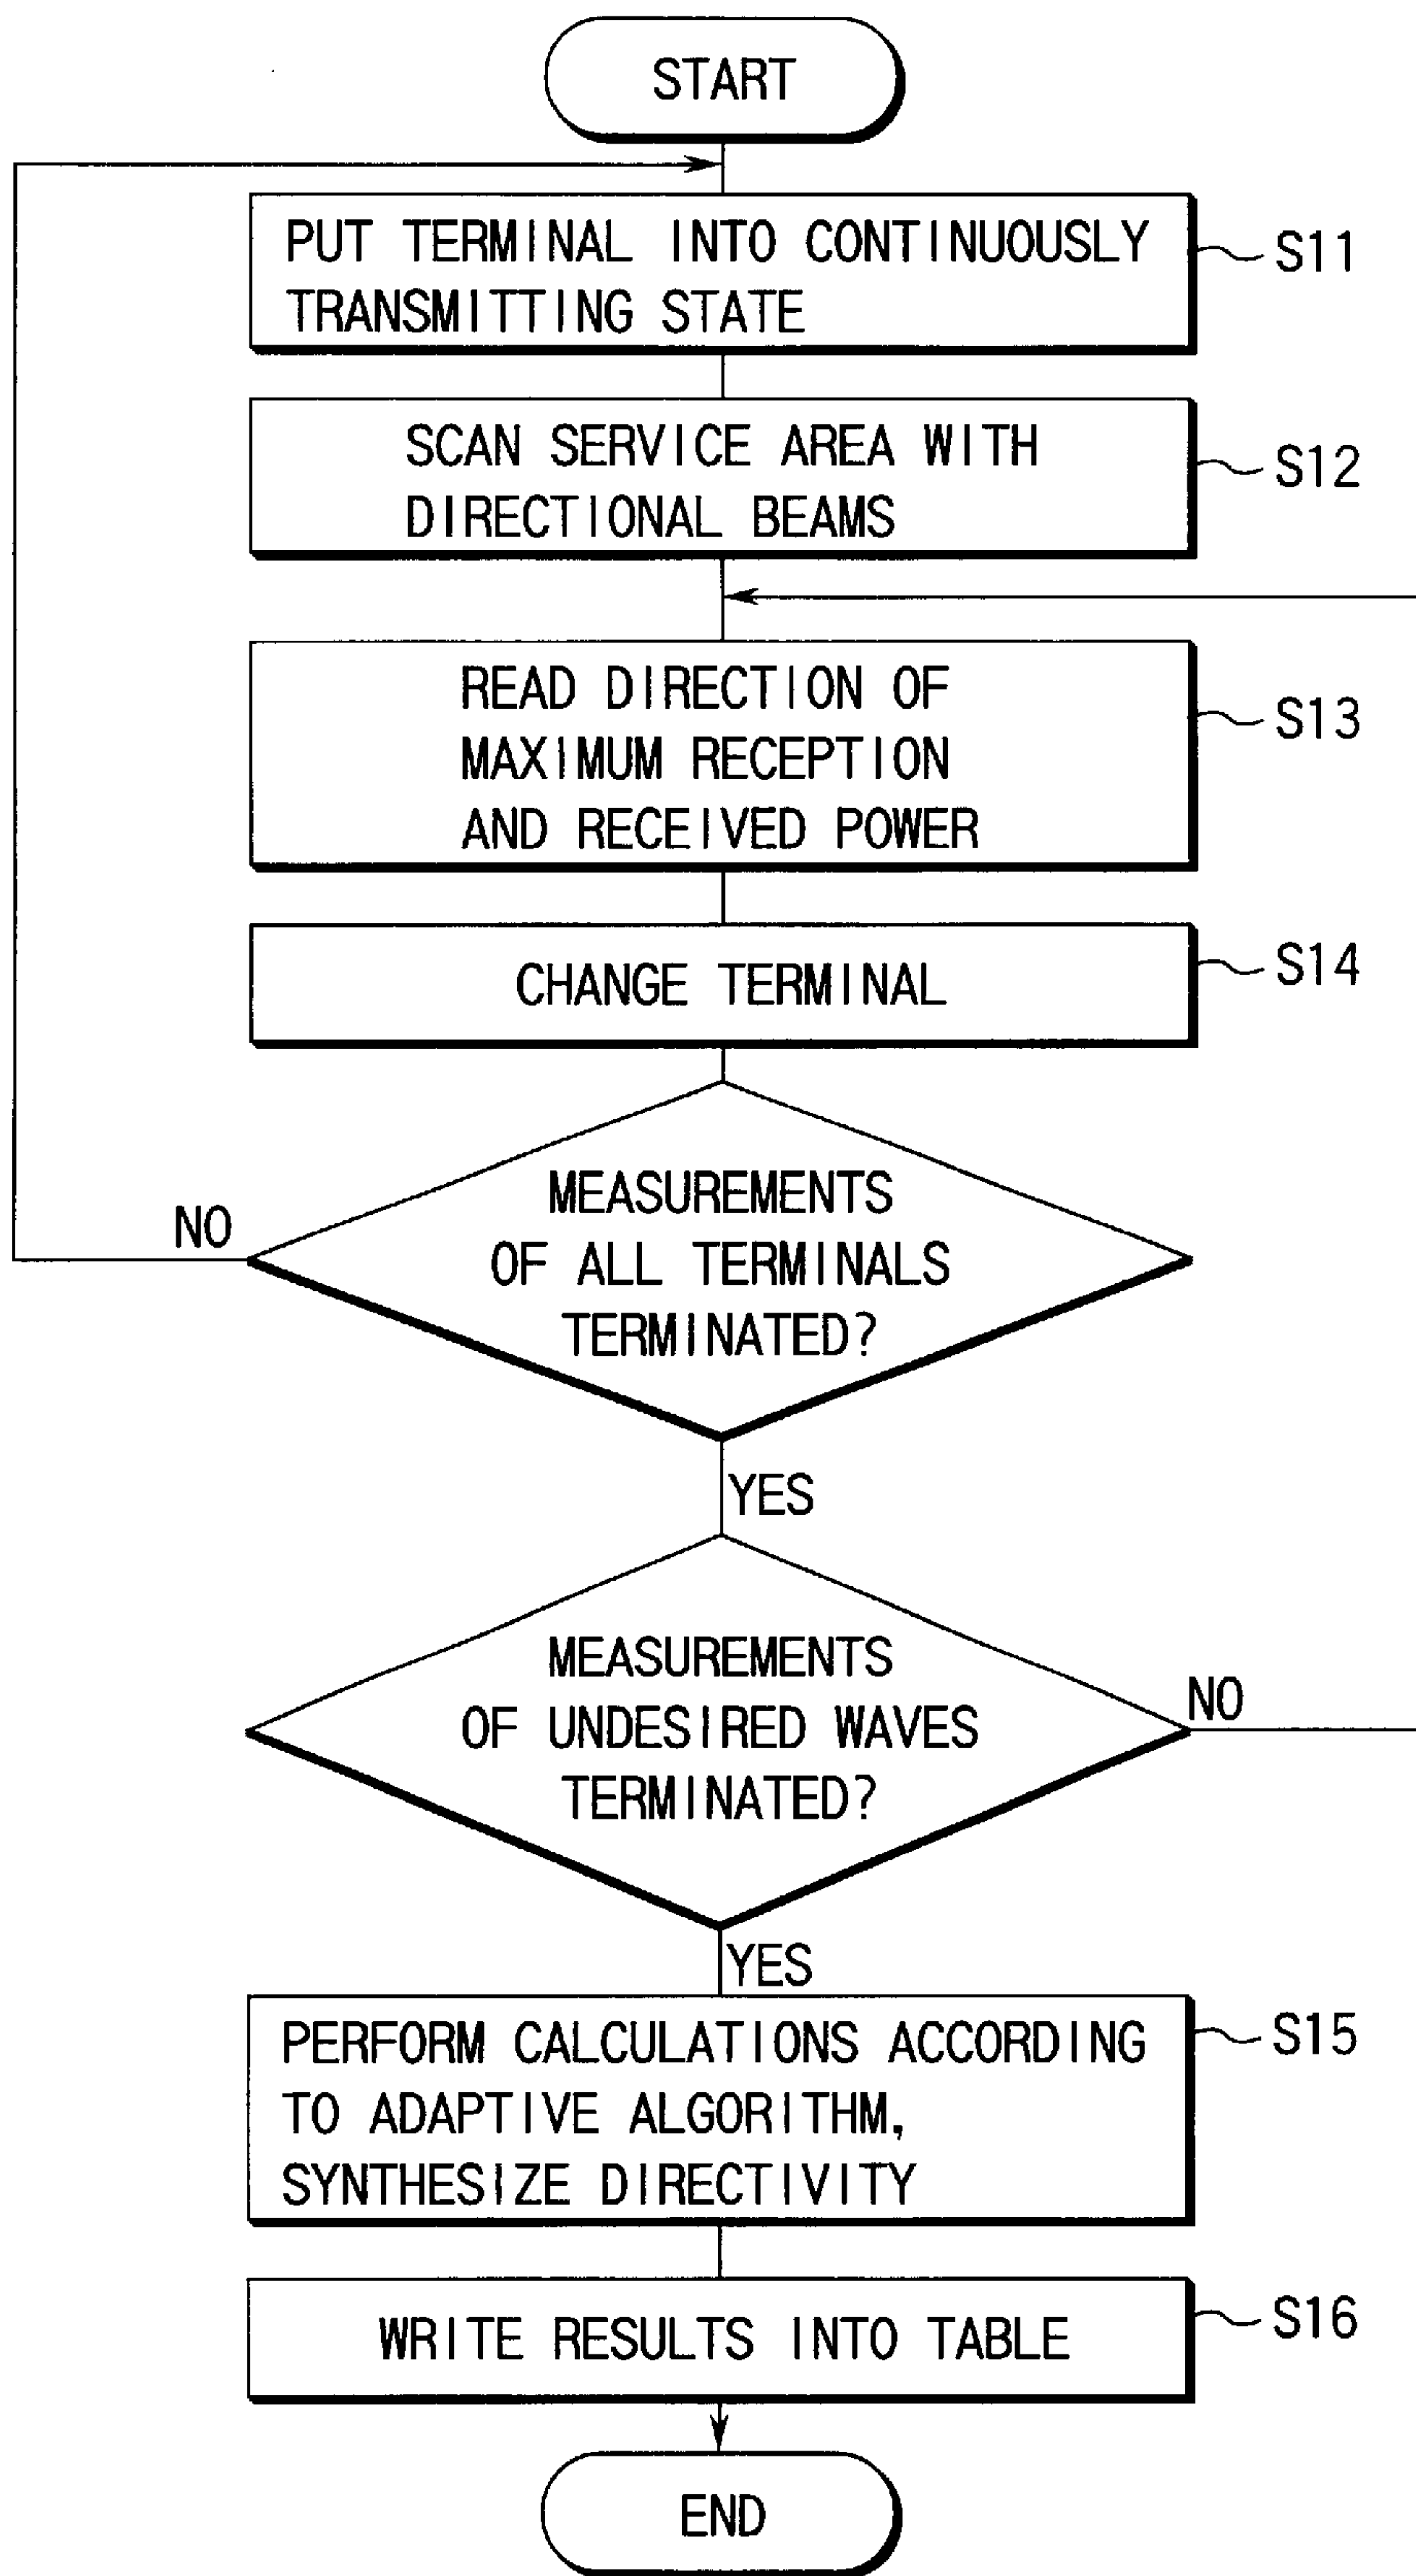 START
PUT TERMINAL INTO CONTINUOUSLY
TRANSMITTING STATE
S11
SCAN SERVICE AREA WITH
DIRECTIONAL BEAMS
S12
READ DIRECTION OF
MAXIMUM RECEPTION
AND RECEIVED POWER
S13
CHANGE TERMINAL
S14
MEASUREMENTS
OF ALL TERMINALS
TERMINATED?
NO
YES
MEASUREMENTS
OF UNDESIRED WAVES
TERMINATED?
NO
YES
PERFORM CALCULATIONS ACCORDING
TO ADAPTIVE ALGORITHM,
SYNTHESIZE DIRECTIVITY
S15
WRITE RESULTS INTO TABLE
S16
END